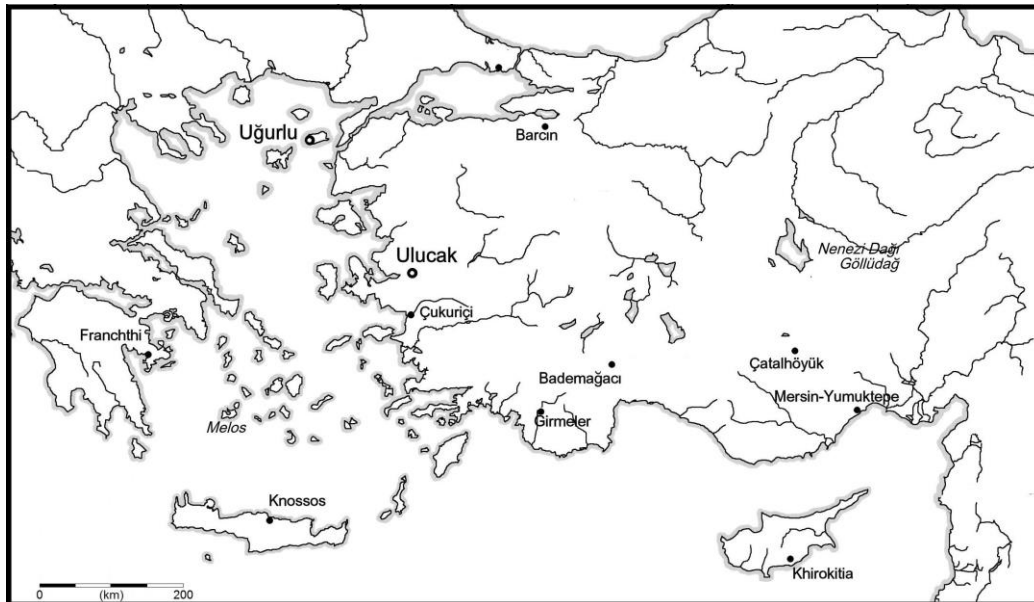 Uğurlu
Barcın
Ulucak
Nenezi Dağı
Göllüdağ
Çukuriçi
Franchthi
Çatalhöyük
Bademağacı
Mersin-Yumuktepe
Girmeler
Melos
Knossos
Khirokitia
0 (km) 200